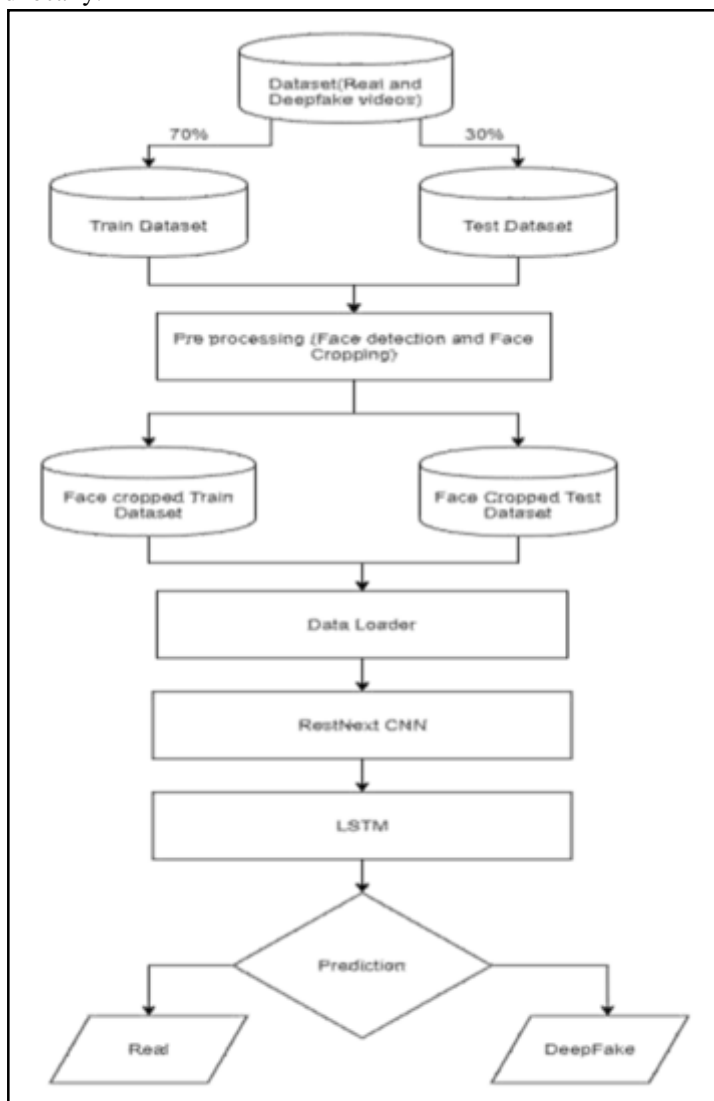 Dataset(Real and
Deepfake videos)
70%
30%
Train Dataset
Test Dataset
Pre processing (Face detection and Face
Cropping)
Face cropped Train
Dataset
Face Cropped Test
Dataset
Data Loader
RestNext CNN
LSTM
Prediction
Real
DeepFake